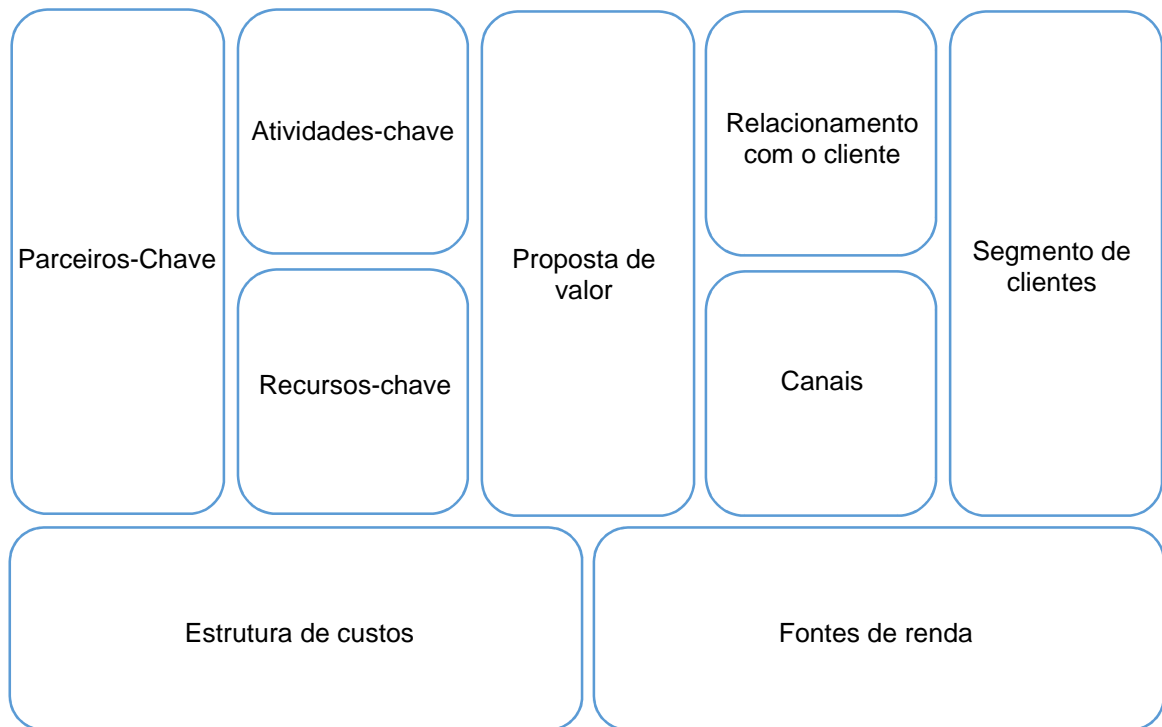 Parceiros-Chave
Atividades-chave
Recursos-chave
Proposta de
valor
Relacionamento
com o cliente
Canais
Segmento de
clientes
Estrutura de custos
Fontes de renda